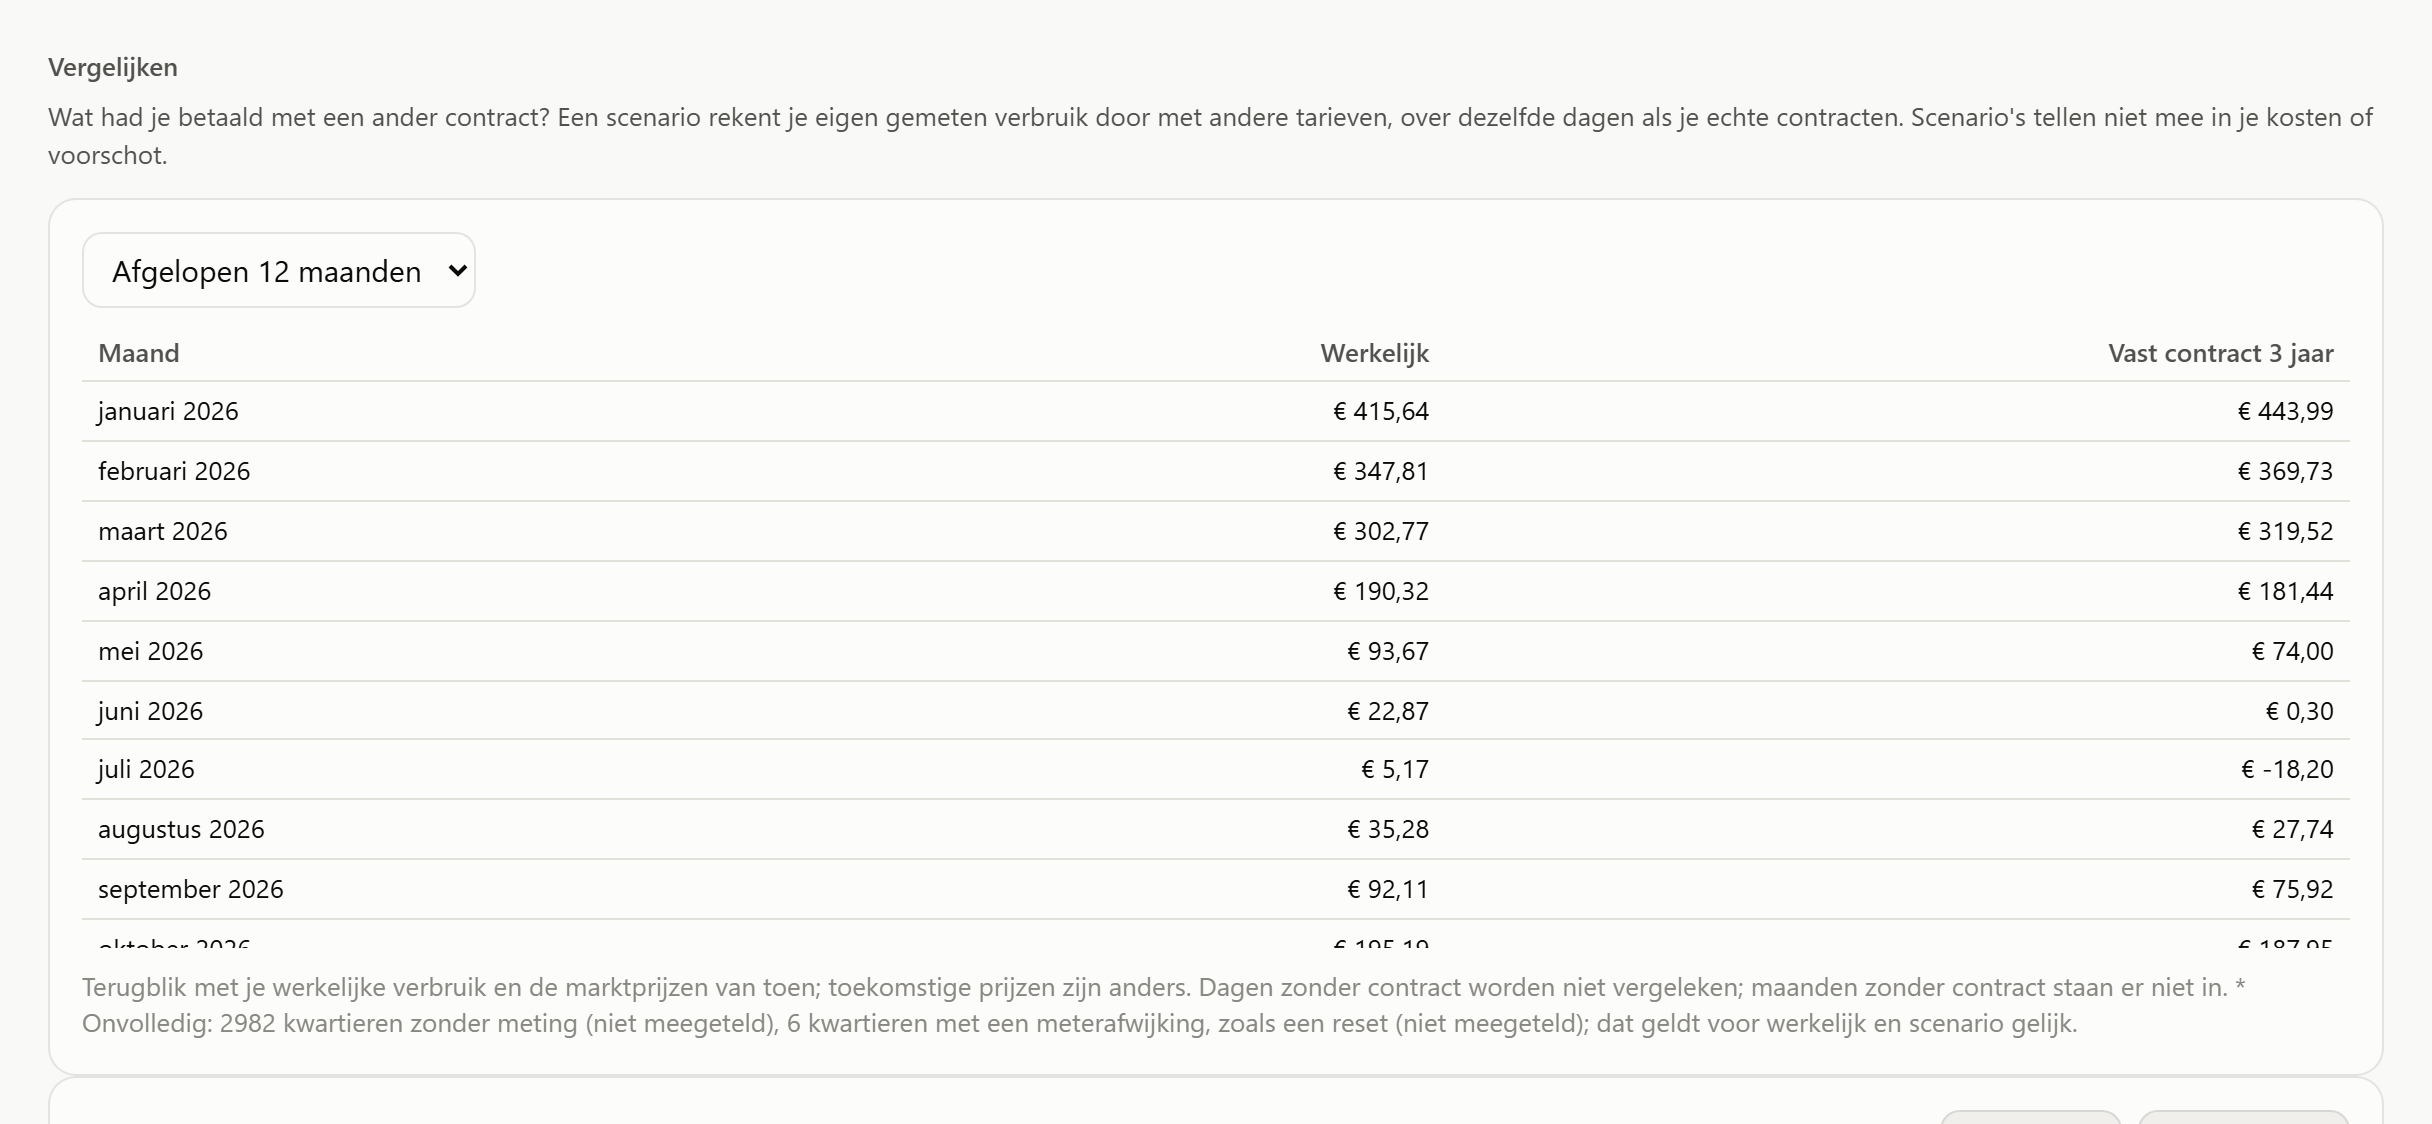 Vergelijken
Wat had je betaald met een ander contract? Een scenario rekent je eigen gemeten verbruik door met andere tarieven, over dezelfde dagen als je echte contracten. Scenario's tellen niet mee in je kosten of
voorschot.
Afgelopen 12 maanden
Maand Werkelijk Vast contract 3 jaar
januari 2026 € 415,64 € 443,99
februari 2026 € 347,81 € 369,73
maart 2026 € 302,77 € 319,52
april 2026 € 190,32 € 181,44
mei 2026 € 93,67 € 74,00
juni 2026 € 22,87 € 0,30
juli 2026 € 5,17 € -18,20
augustus 2026 € 35,28 € 27,74
september 2026 € 92,11 € 75,92
oktober 2026 € 195,19 € 187,95
Terugblik met je werkelijke verbruik en de marktprijzen van toen; toekomstige prijzen zijn anders. Dagen zonder contract worden niet vergeleken; maanden zonder contract staan er niet in. *
Onvolledig: 2982 kwartieren zonder meting (niet meegeteld), 6 kwartieren met een meterafwijking, zoals een reset (niet meegeteld); dat geldt voor werkelijk en scenario gelijk.